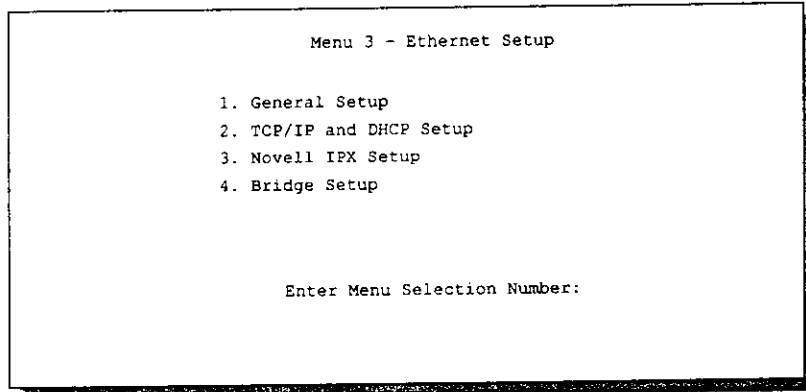 Menu 3 - Ethernet Setup
1. General Setup
2. TCP/IP and DHCP Setup
3. Novell IPX Setup
4. Bridge Setup
Enter Menu Selection Number: